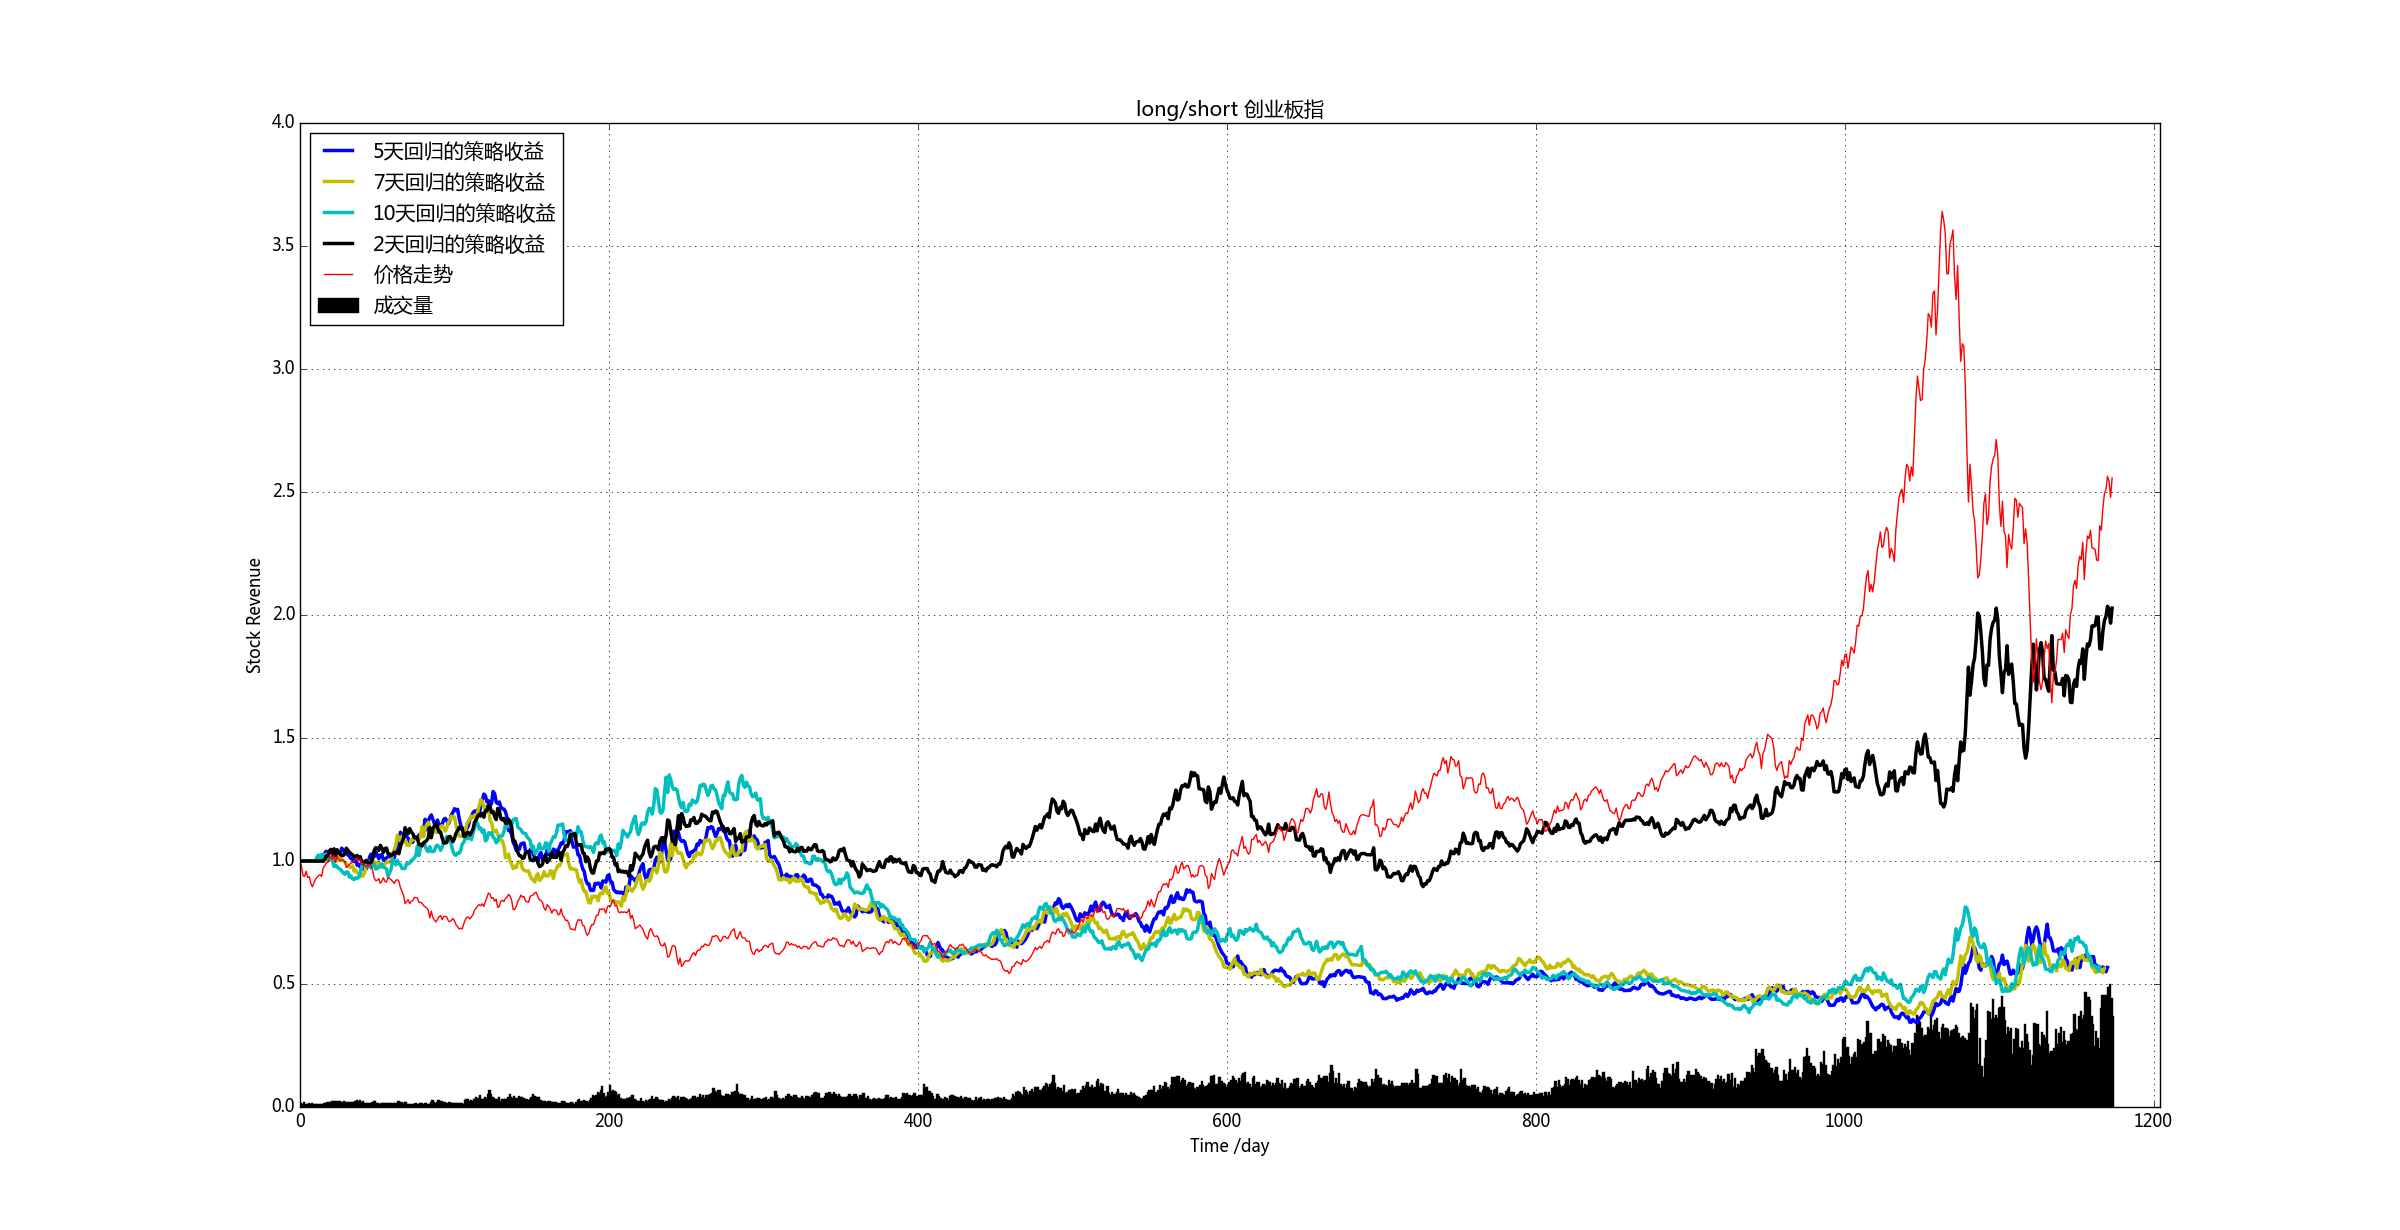 long/short 创业板指
4.0
3.5
3.0
2.5
2.0
1.5
1.0
0.5
0.0
5天回归的策略收益
7天回归的策略收益
10天回归的策略收益
2天回归的策略收益
价格走势
成交量
Stock Revenue
0 200 400 600 800 1000 1200
Time /day